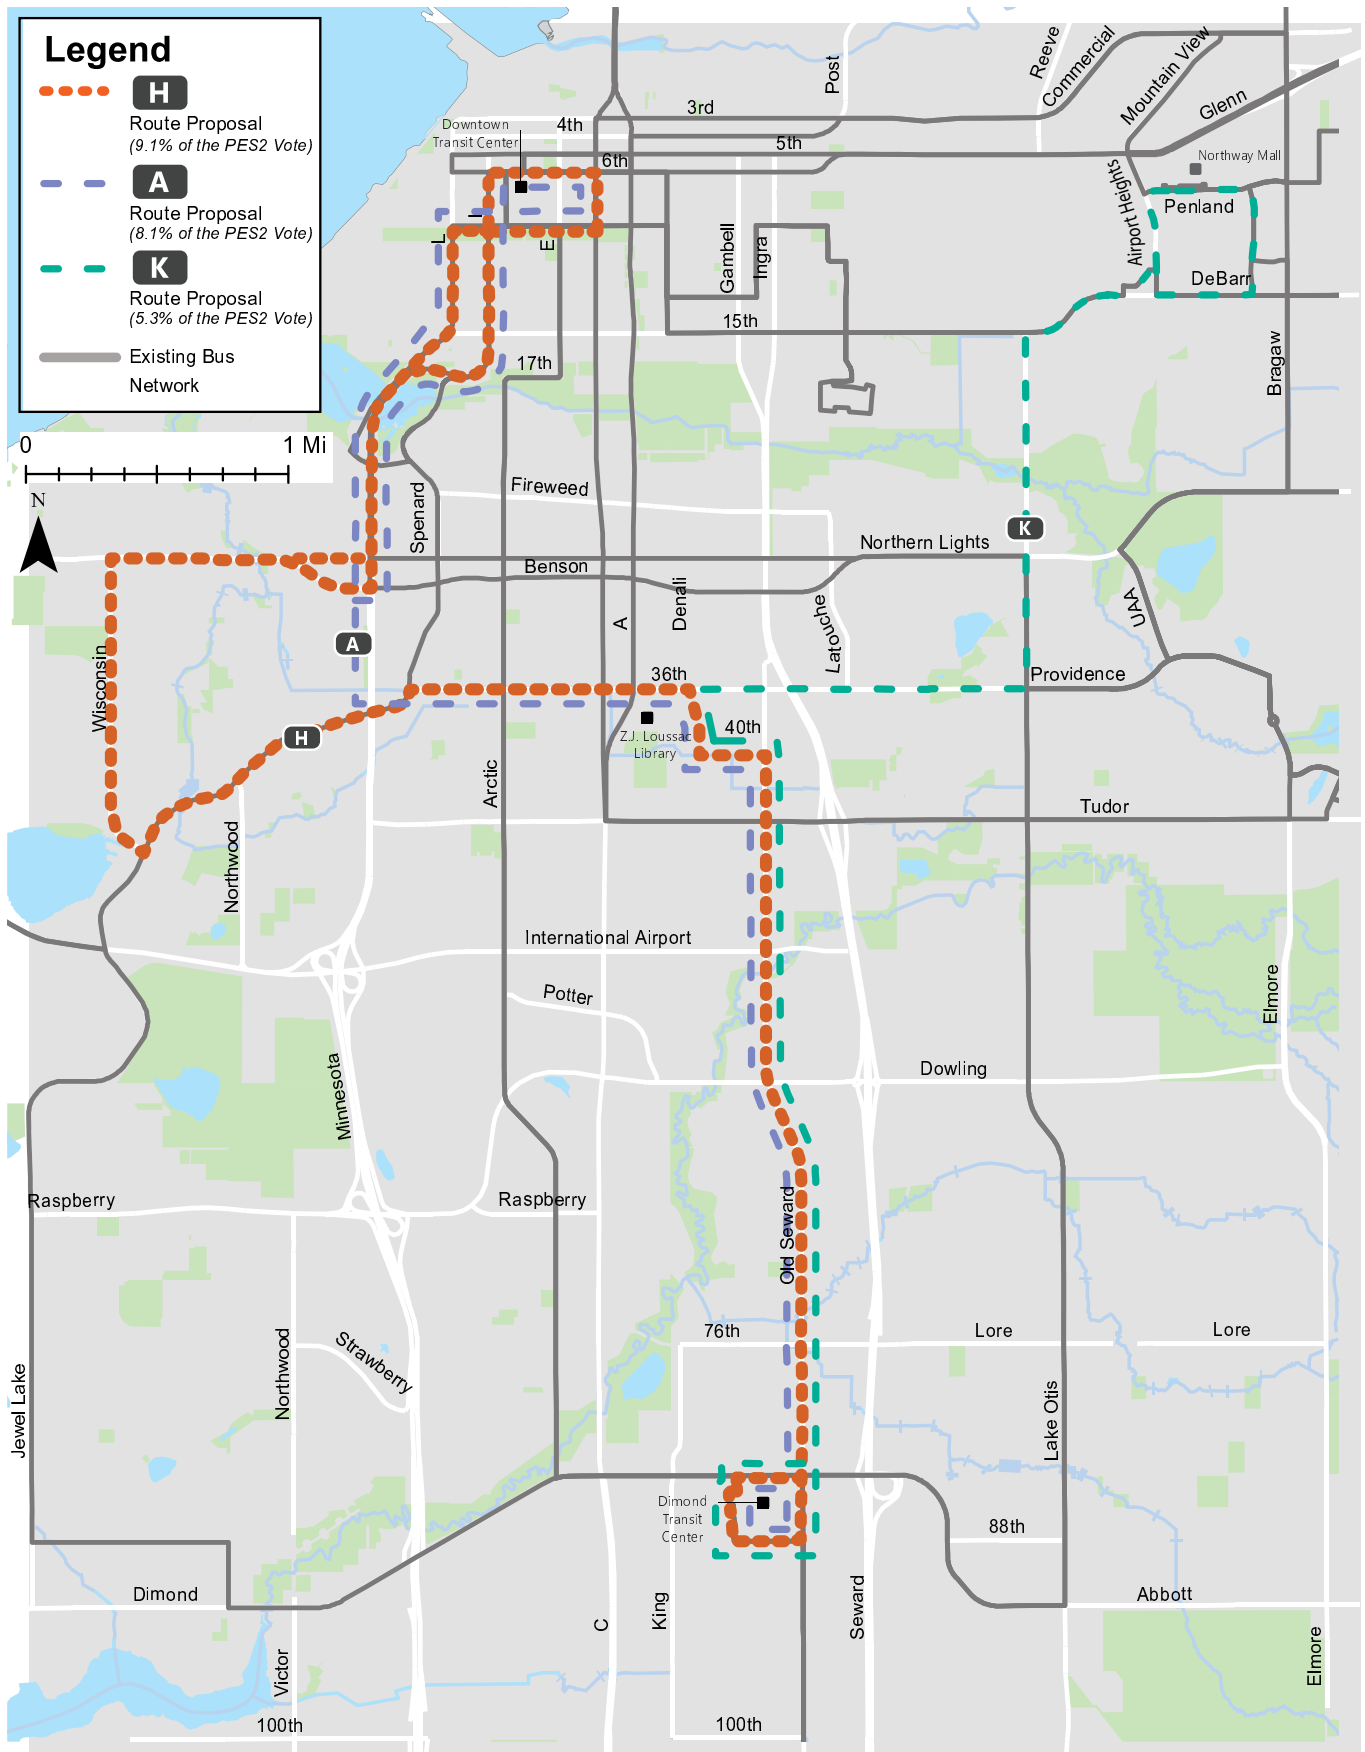 Legend
H
Route Proposal
(9.1% of the PES2 Vote)
A
Route Proposal
(8.1% of the PES2 Vote)
K
Route Proposal
(5.3% of the PES2 Vote)
Existing Bus
Network
0
1 Mi
N
Post
Reeve
Commercial
Mountain View
Glenn
3rd
4th
5th
6th
Downtown
Transit Center
Northway Mall
Penland
Airport Heights
DeBarr
L
I
E
Gambell
Ingra
15th
17th
Bragaw
Spenard
Fireweed
K
Northern Lights
Benson
A
Denali
Latouche
UAA
A
Wisconsin
36th
Providence
H
40th
Z.J. Loussac
Library
Arctic
Tudor
Northwood
International Airport
Potter
Elmore
Minnesota
Dowling
Raspberry
Raspberry
Old Seward
76th
Lore
Lore
Northwood
Strawberry
Jewel Lake
Lake Otis
Dimond
Transit
Center
88th
Dimond
Abbott
Victor
C
King
Seward
Elmore
100th
100th